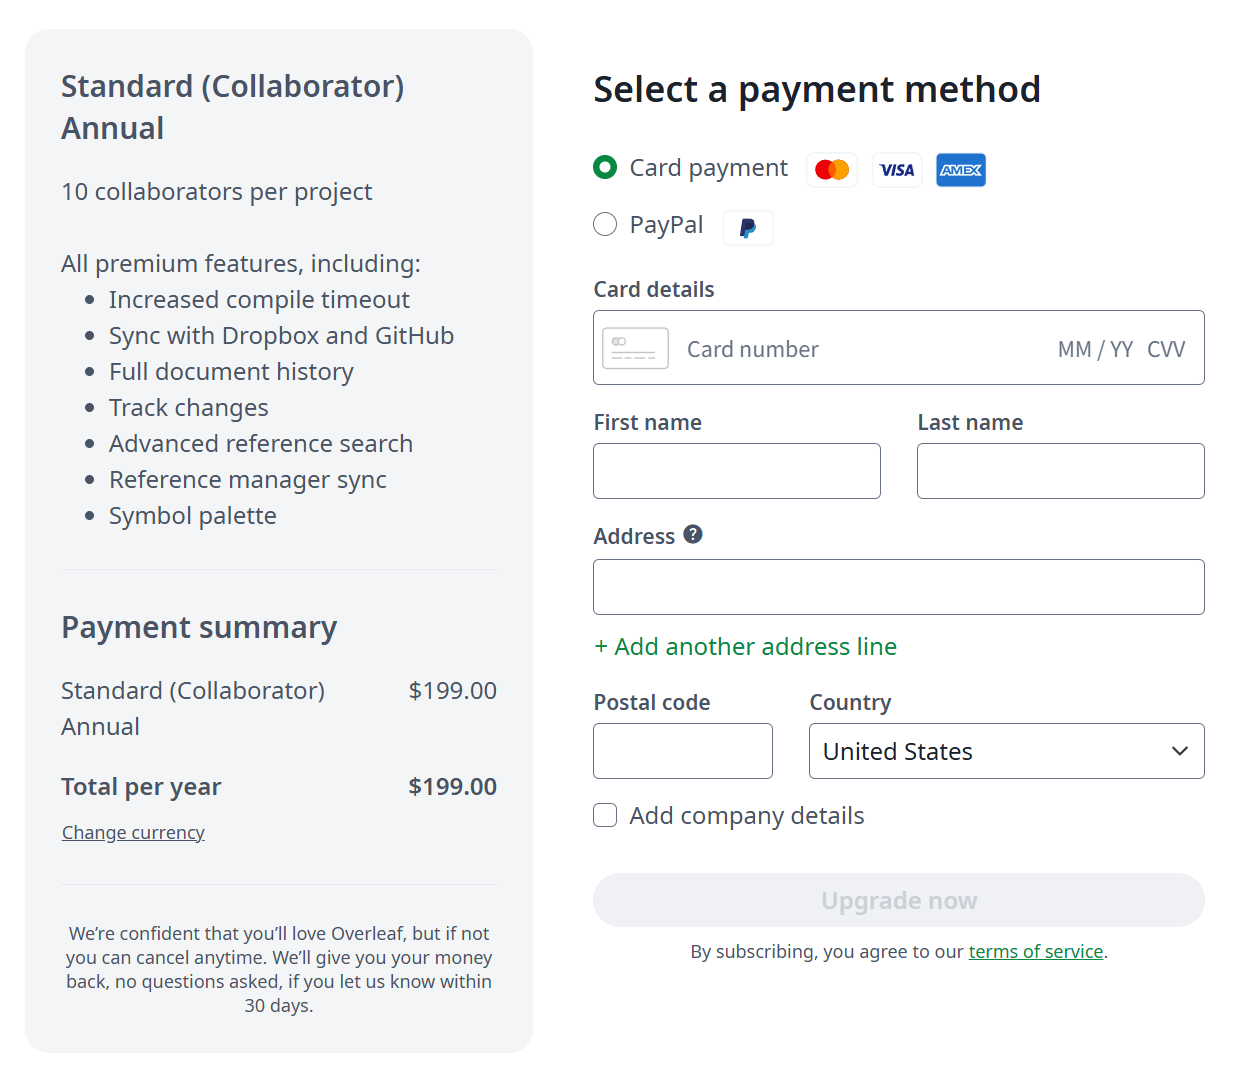 Standard (Collaborator)
Annual
10 collaborators per project
All premium features, including:
• Increased compile timeout
• Sync with Dropbox and GitHub
• Full document history
• Track changes
• Advanced reference search
• Reference manager sync
• Symbol palette
Payment summary
Standard (Collaborator) $199.00
Annual
Total per year $199.00
Change currency
We’re confident that you’ll love Overleaf, but if not
you can cancel anytime. We’ll give you your money
back, no questions asked, if you let us know within
30 days.
Select a payment method
Card payment VISA AMEX
PayPal
Card details
Card number MM / YY CVV
First name Last name
Address ?
+ Add another address line
Postal code Country
United States
Add company details
Upgrade now
By subscribing, you agree to our terms of service.